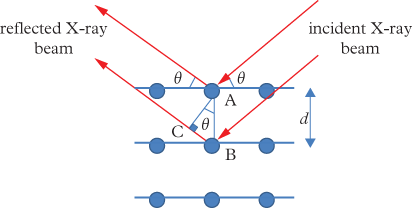 reflected X-ray
beam
incident X-ray
beam
θ
θ
A
d
C
θ
B